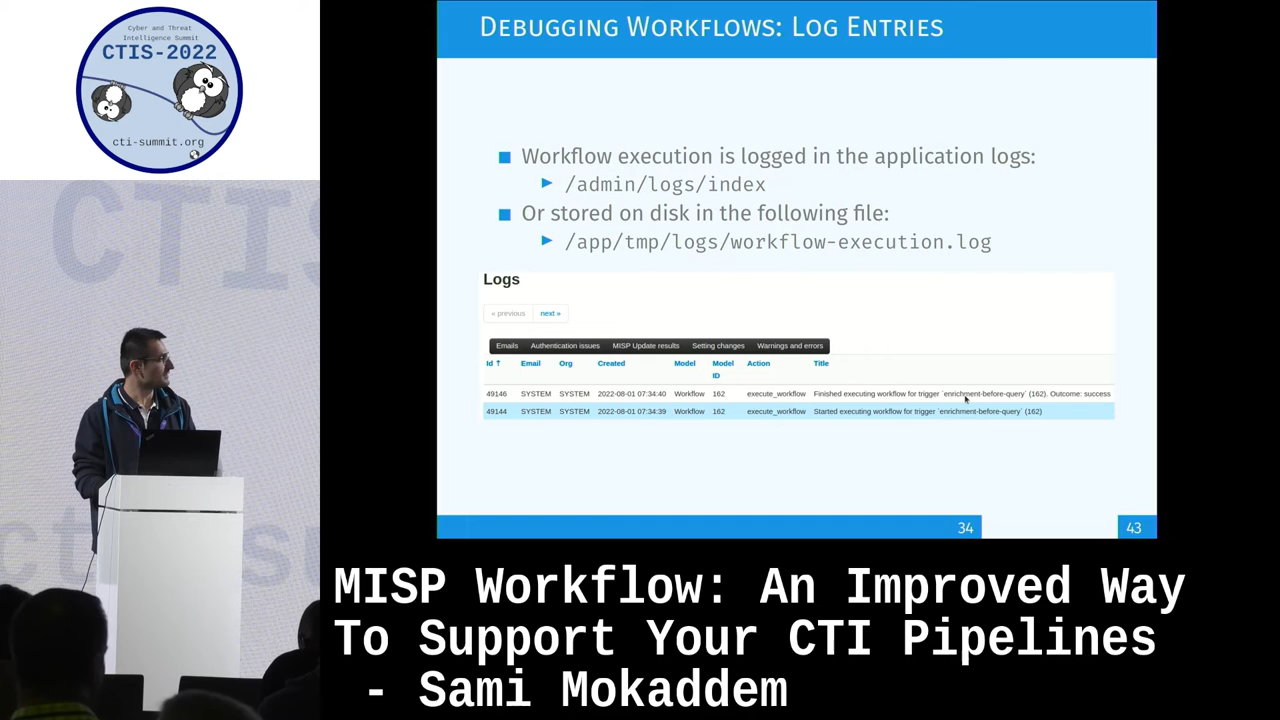 Cyber and Threat
Intelligence Summit
CTIS-2022
cti-summit.org
CTIS
DEBUGGING WORKFLOWS: LOG ENTRIES
Workflow execution is logged in the application logs:
/admin/logs/index
Or stored on disk in the following file:
/app/tmp/logs/workflow-execution.log
Logs
« previous next »
Emails Authentication issues MISP Update results Setting changes Warnings and errors
Id ↑ Email Org Created Model Model ID Action Title
49146 SYSTEM SYSTEM 2022-08-01 07:34:40 Workflow 162 execute_workflow Finished executing workflow for trigger `enrichment-before-query` (162). Outcome: success
49144 SYSTEM SYSTEM 2022-08-01 07:34:39 Workflow 162 execute_workflow Started executing workflow for trigger `enrichment-before-query` (162)
34 43
MISP Workflow: An Improved Way
To Support Your CTI Pipelines
- Sami Mokaddem